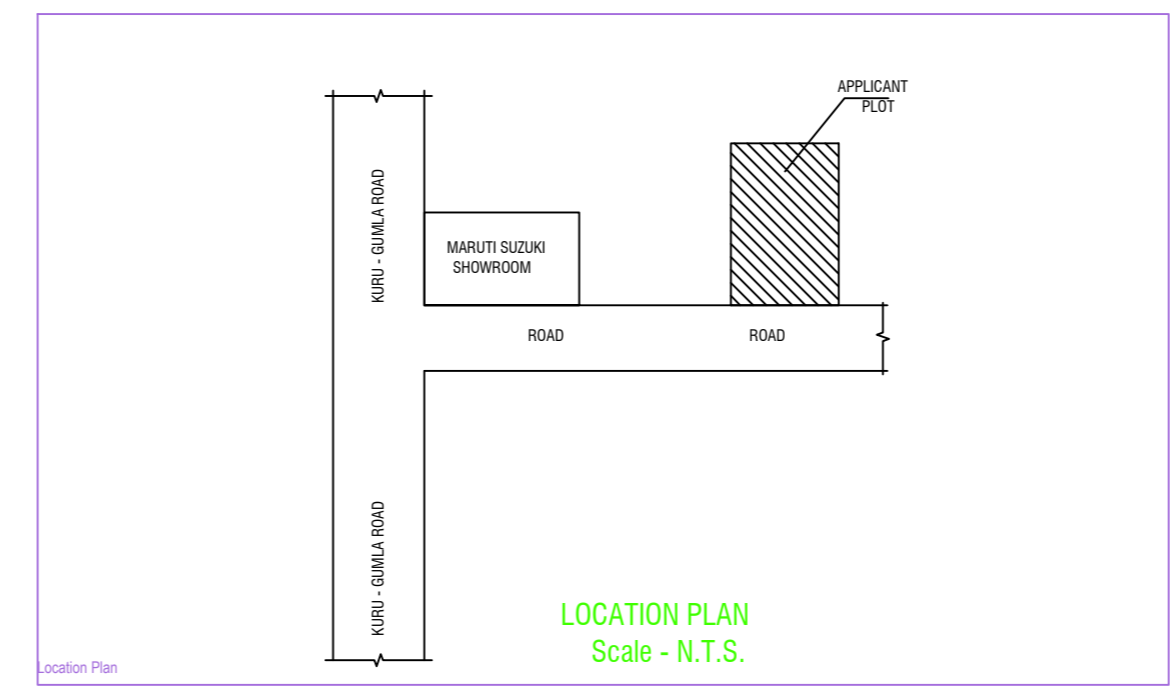 APPLICANT
PLOT
KURU - GUMLA ROAD
MARUTI SUZUKI
SHOWROOM
ROAD
ROAD
KURU - GUMLA ROAD
LOCATION PLAN
Scale - N.T.S.
Location Plan